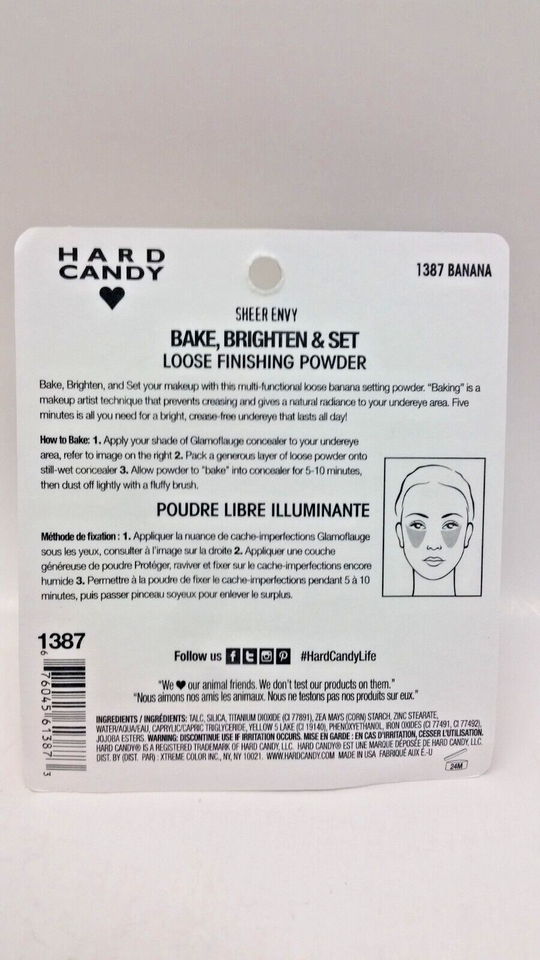 HARD
CANDY
1387 BANANA
SHEER ENVY
BAKE, BRIGHTEN & SET
LOOSE FINISHING POWDER
Bake, Brighten, and Set your makeup with this multi-functional loose banana setting powder. "Baking" is a
makeup artist technique that prevents creasing and gives a natural radiance to your undereye area. Five
minutes is all you need for a bright, crease-free undereye that lasts all day!
How to Bake: 1. Apply your shade of Glamoflauge concealer to your undereye
area, refer to image on the right 2. Pack a generous layer of loose powder onto
still-wet concealer 3. Allow powder to "bake" into concealer for 5-10 minutes,
then dust off lightly with a fluffy brush.
POUDRE LIBRE ILLUMINANTE
Méthode de fixation : 1. Appliquer la nuance de cache-imperfections Glamoflauge
sous les yeux, consulter à l'image sur la droite 2. Appliquer une couche
généreuse de poudre Protéger, raviver et fixer sur le cache-imperfections encore
humide 3. Permettre à la poudre de fixer le cache-imperfections pendant 5 à 10
minutes, puis passer pinceau soyeux pour enlever le surplus.
1387
6 76045 61387 3
Follow us #HardCandyLife
"We ♥ our animal friends. We don't test our products on them."
"Nous aimons nos amis les animaux. Nous ne testons pas nos produits sur eux."
INGREDIENTS / INGRÉDIENTS: TALC, SILICA, TITANIUM DIOXIDE (CI 77891), ZEA MAYS (CORN) STARCH, ZINC STEARATE,
WATER/AQUA/EAU, CAPRYLIC/CAPRIC TRIGLYCERIDE, YELLOW 5 LAKE (CI 19140), PHENOXYETHANOL, IRON OXIDES (CI 77491, CI 77492),
JOJOBA ESTERS. WARNING: DISCONTINUE USE IF IRRITATION OCCURS. MISE EN GARDE : EN CAS D'IRRITATION, CESSER L'UTILISATION.
HARD CANDY® IS A REGISTERED TRADEMARK OF HARD CANDY, LLC. HARD CANDY® EST UNE MARQUE DÉPOSÉE DE HARD CANDY, LLC.
DIST. BY (DIST. PAR) : XTREME COLOR INC., NY, NY 10021. WWW.HARDCANDY.COM MADE IN USA FABRIQUÉ AUX É.-U
24M